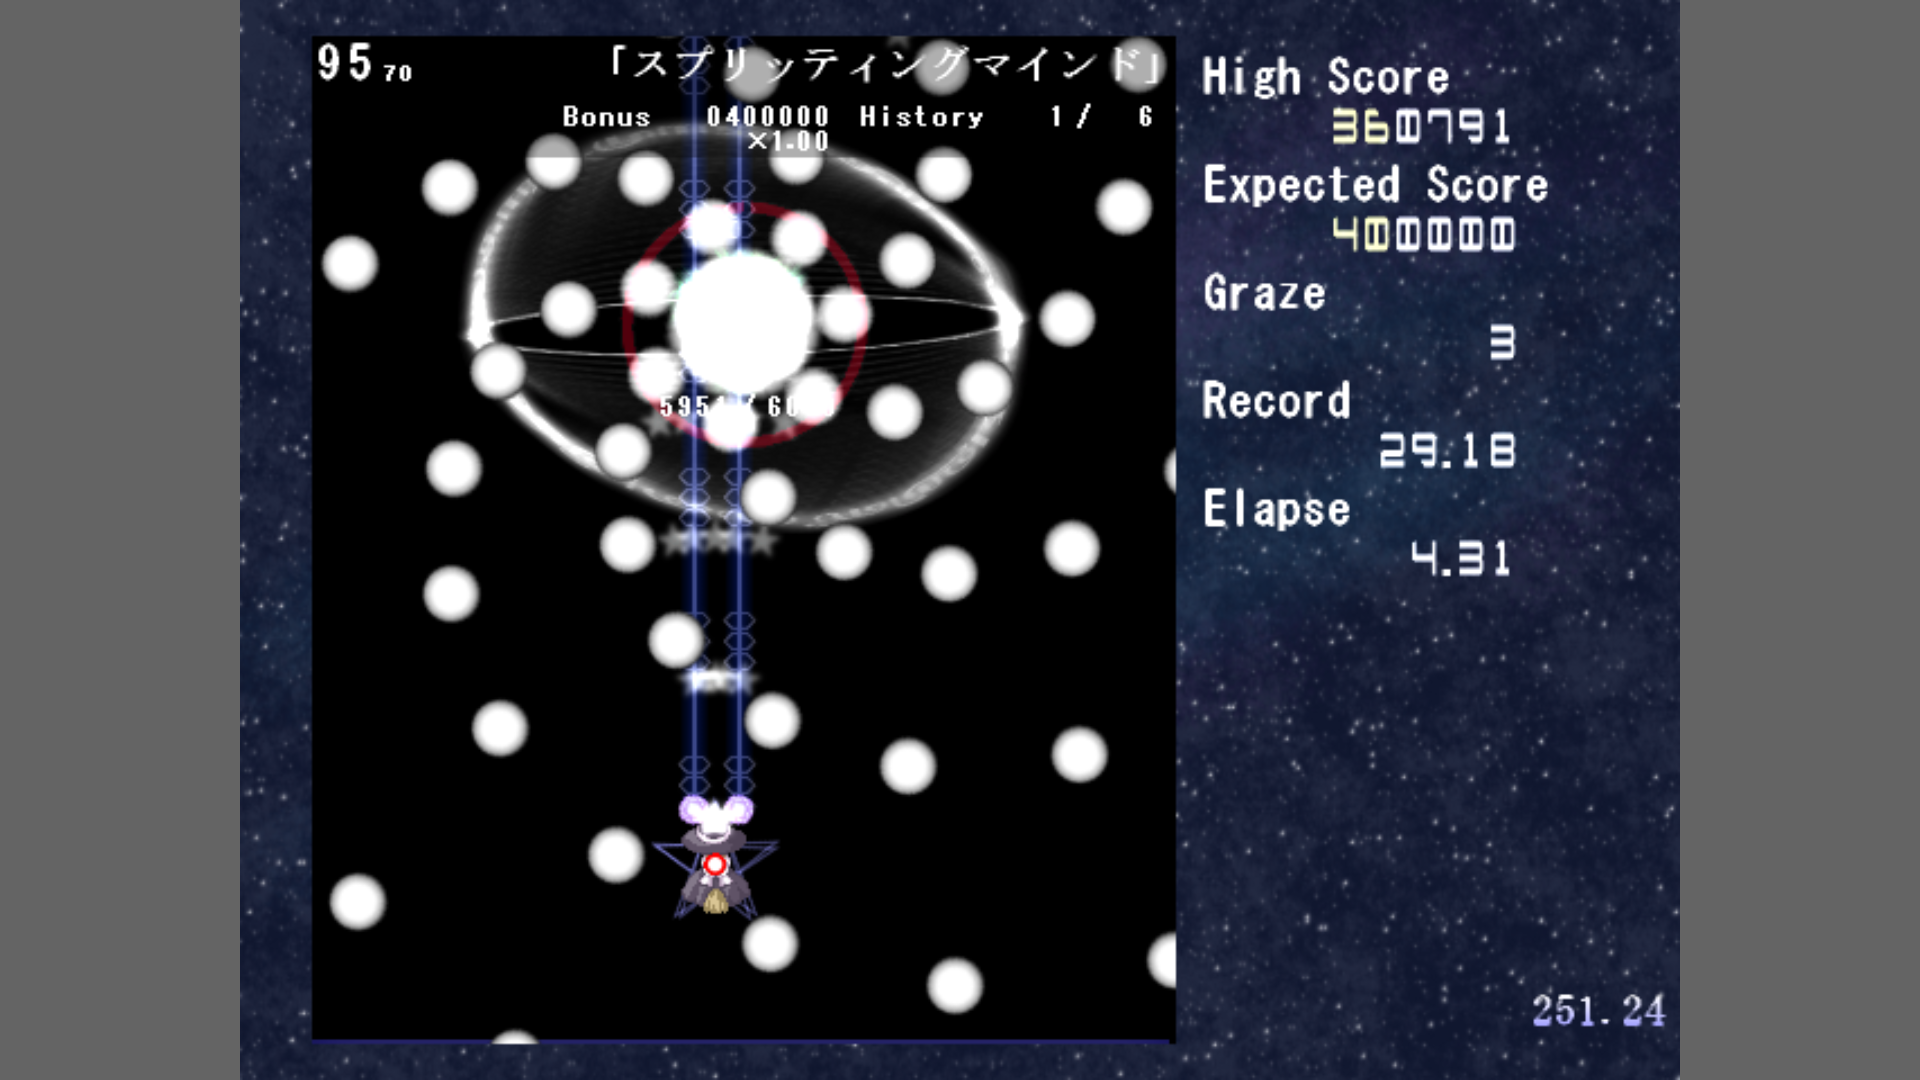 95 70
「スプリッティングマインド」
Bonus 0400000 History 1 / 6
×1.00
High Score
360791
Expected Score
400000
Graze
3
Record
29.18
Elapse
4.31
251.24